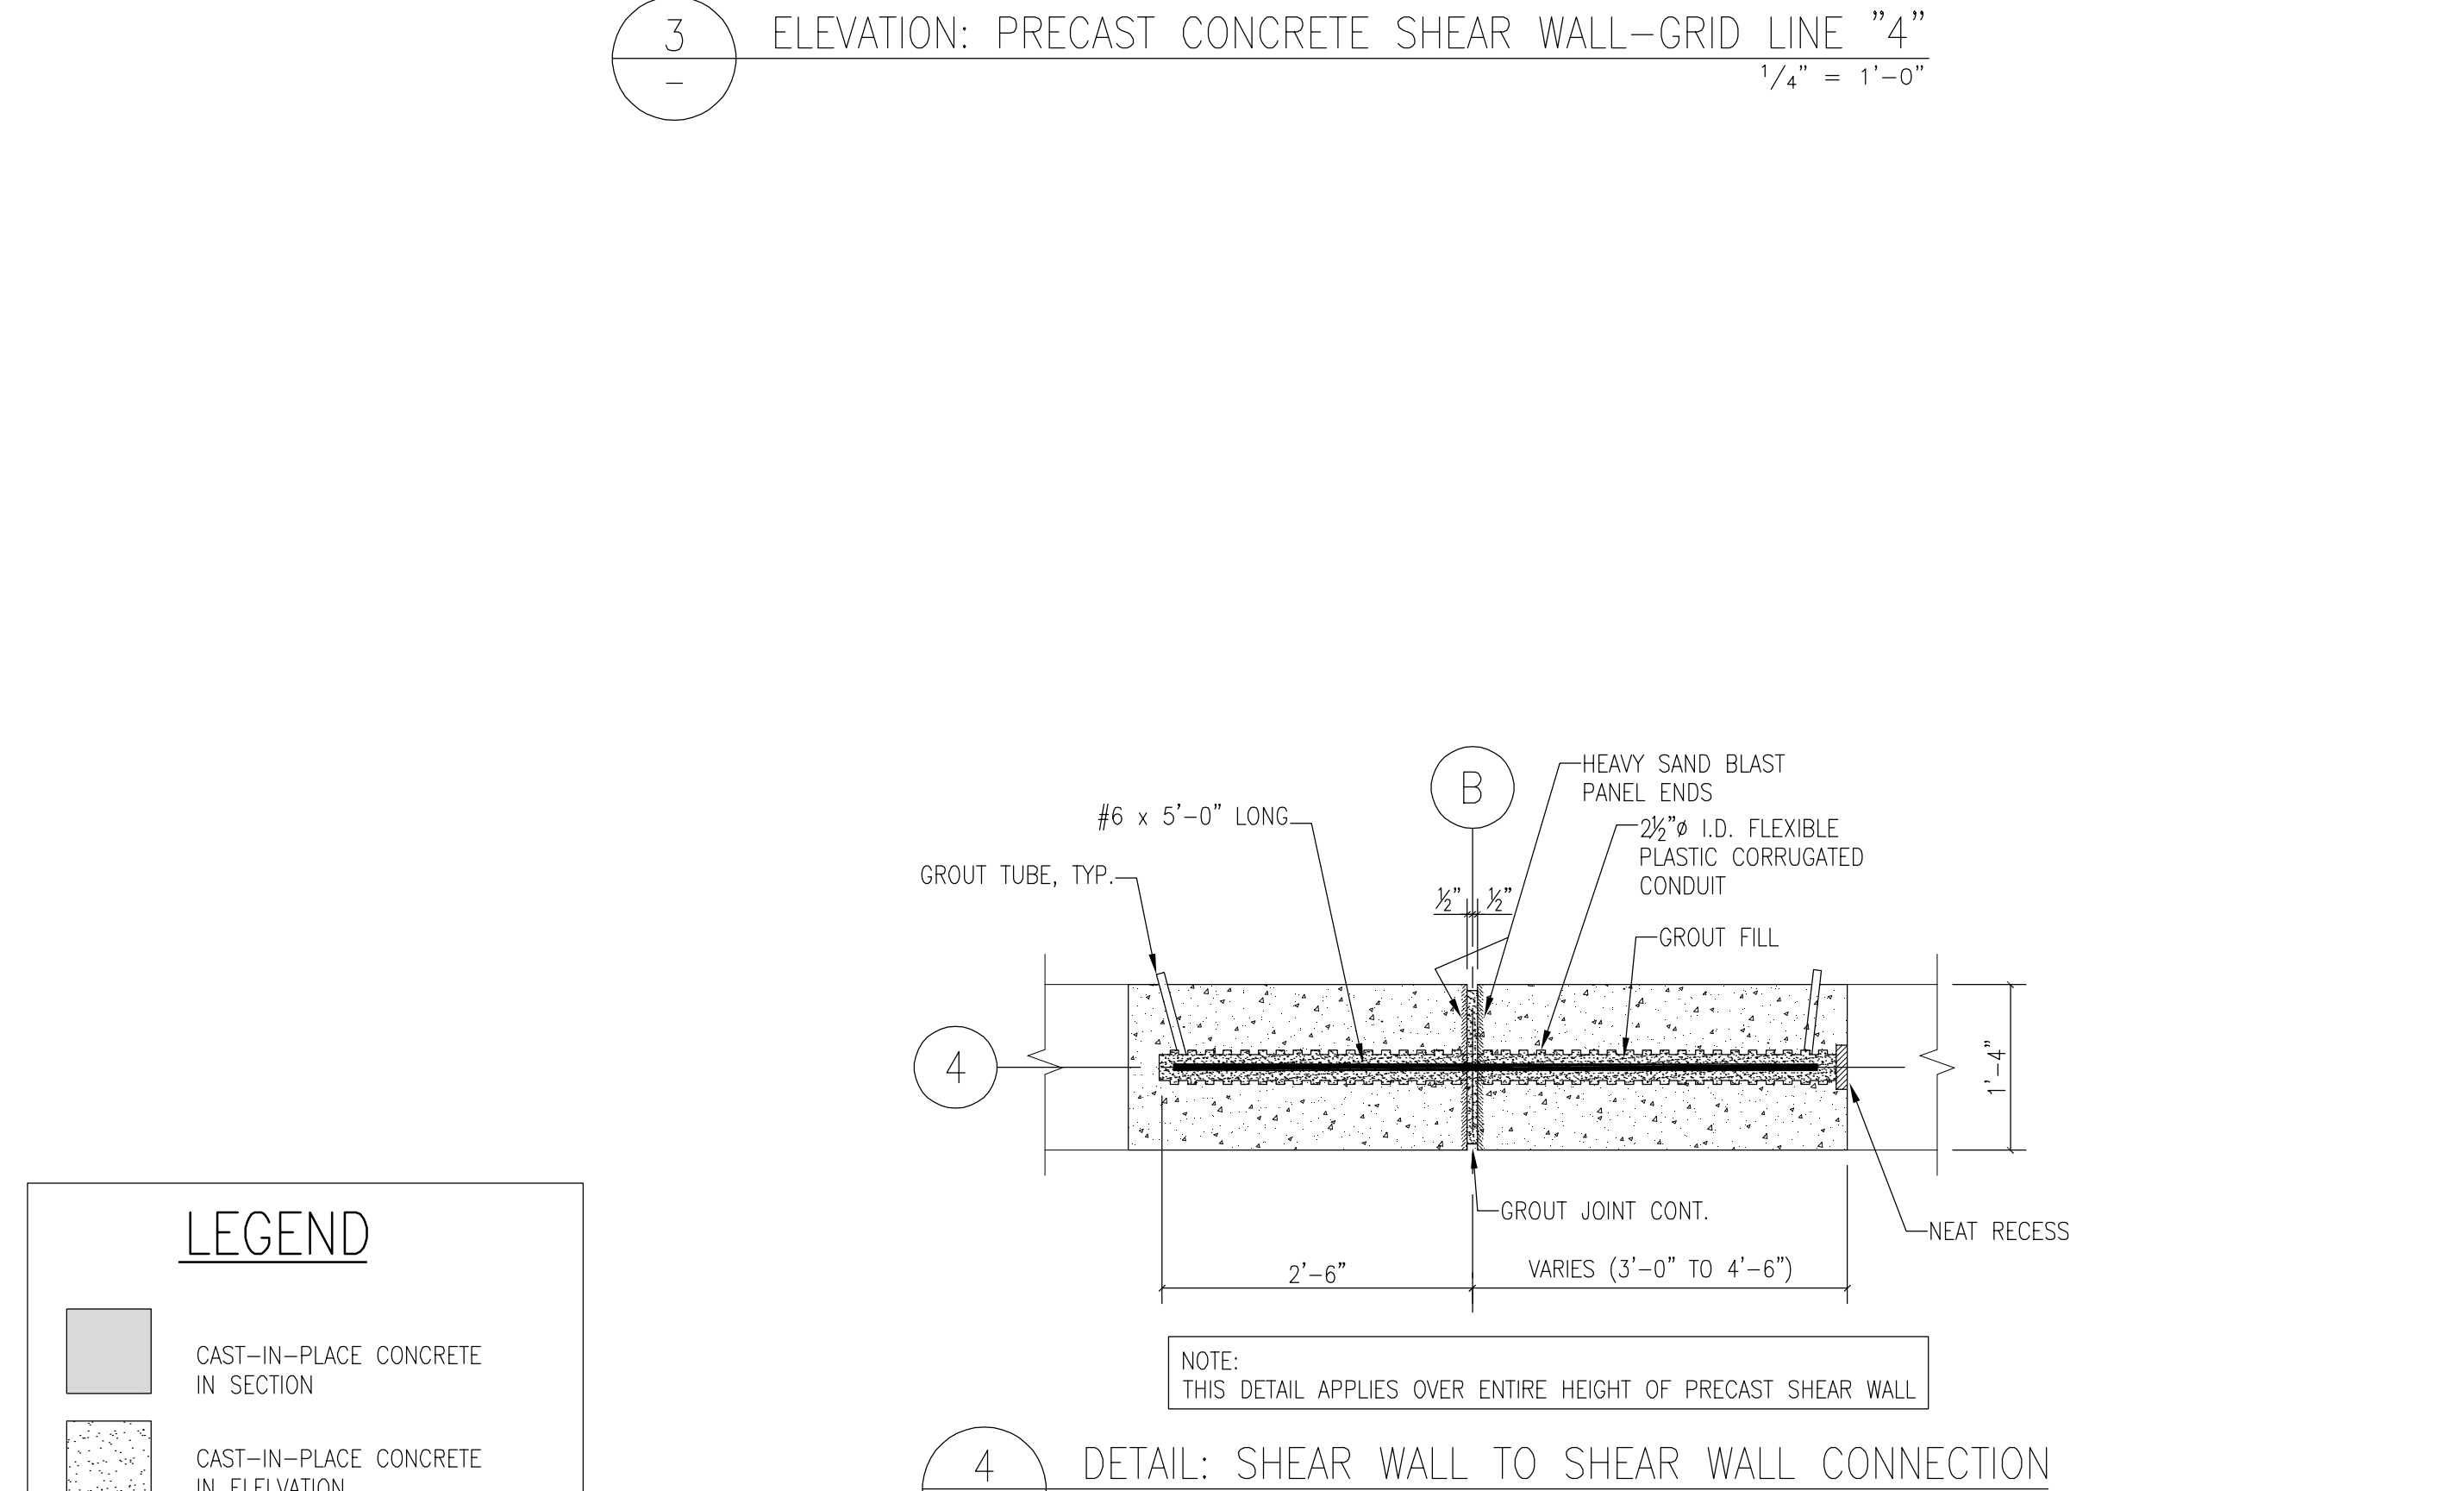 3
ELEVATION: PRECAST CONCRETE SHEAR WALL-GRID LINE "4"
-
1/4" = 1'-0"
B
HEAVY SAND BLAST
PANEL ENDS
#6 x 5'-0" LONG
2½"ø I.D. FLEXIBLE
PLASTIC CORRUGATED
CONDUIT
GROUT TUBE, TYP.
½" ½"
GROUT FILL
4
1'-4"
GROUT JOINT CONT.
NEAT RECESS
2'-6"
VARIES (3'-0" TO 4'-6")
NOTE:
THIS DETAIL APPLIES OVER ENTIRE HEIGHT OF PRECAST SHEAR WALL
4
DETAIL: SHEAR WALL TO SHEAR WALL CONNECTION
LEGEND
CAST-IN-PLACE CONCRETE
IN SECTION
CAST-IN-PLACE CONCRETE
IN ELELVATION